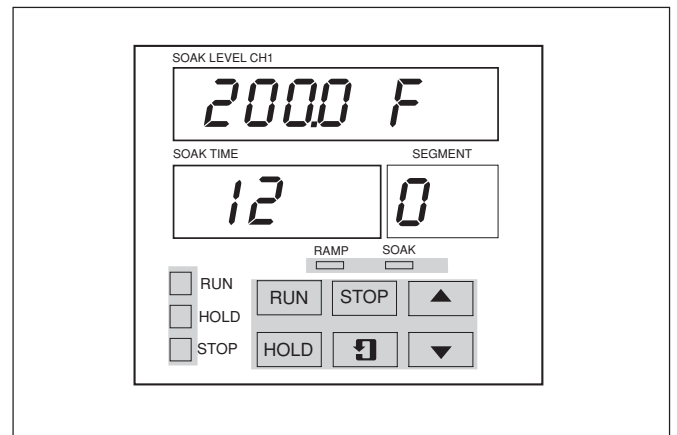 SOAK LEVEL CH1
200.0 F
SOAK TIME SEGMENT
12 0
RAMP SOAK
RUN
HOLD
STOP
RUN STOP
HOLD